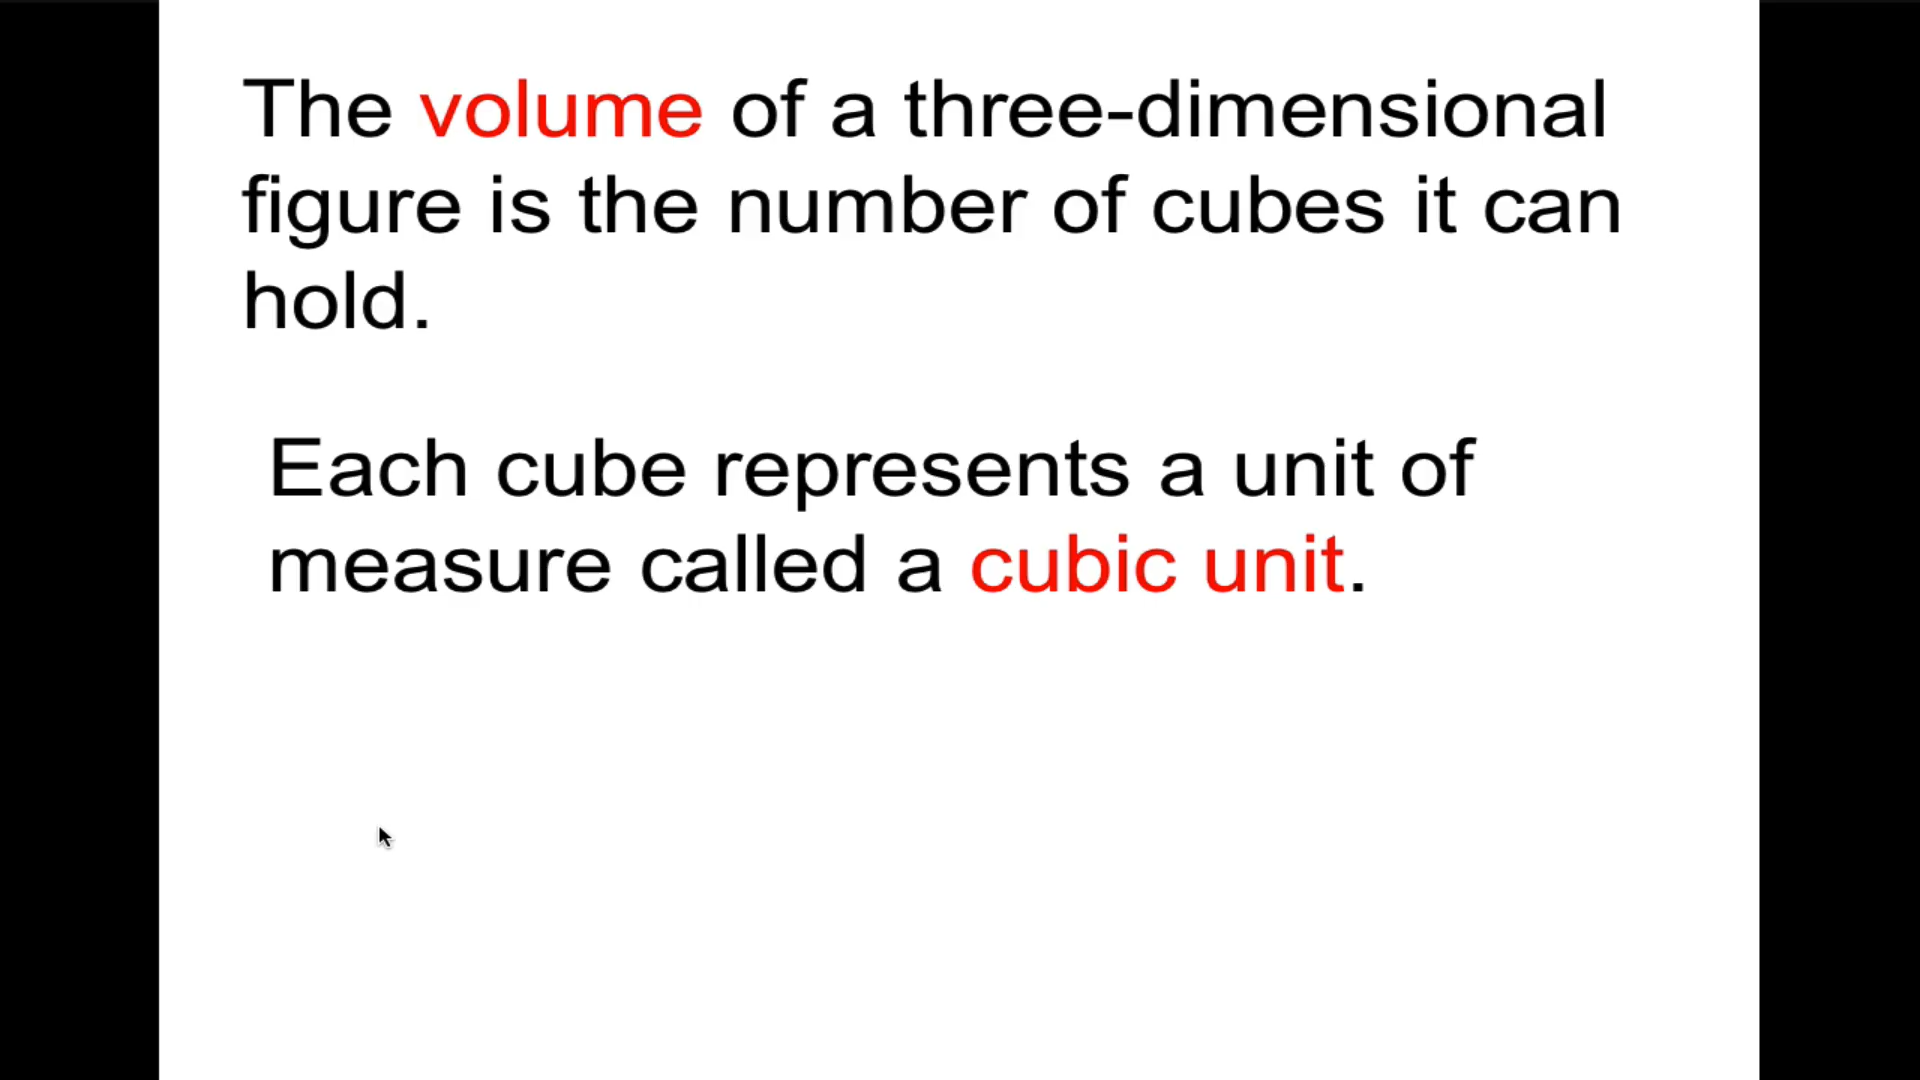 The volume of a three-dimensional
figure is the number of cubes it can
hold.
Each cube represents a unit of
measure called a cubic unit.